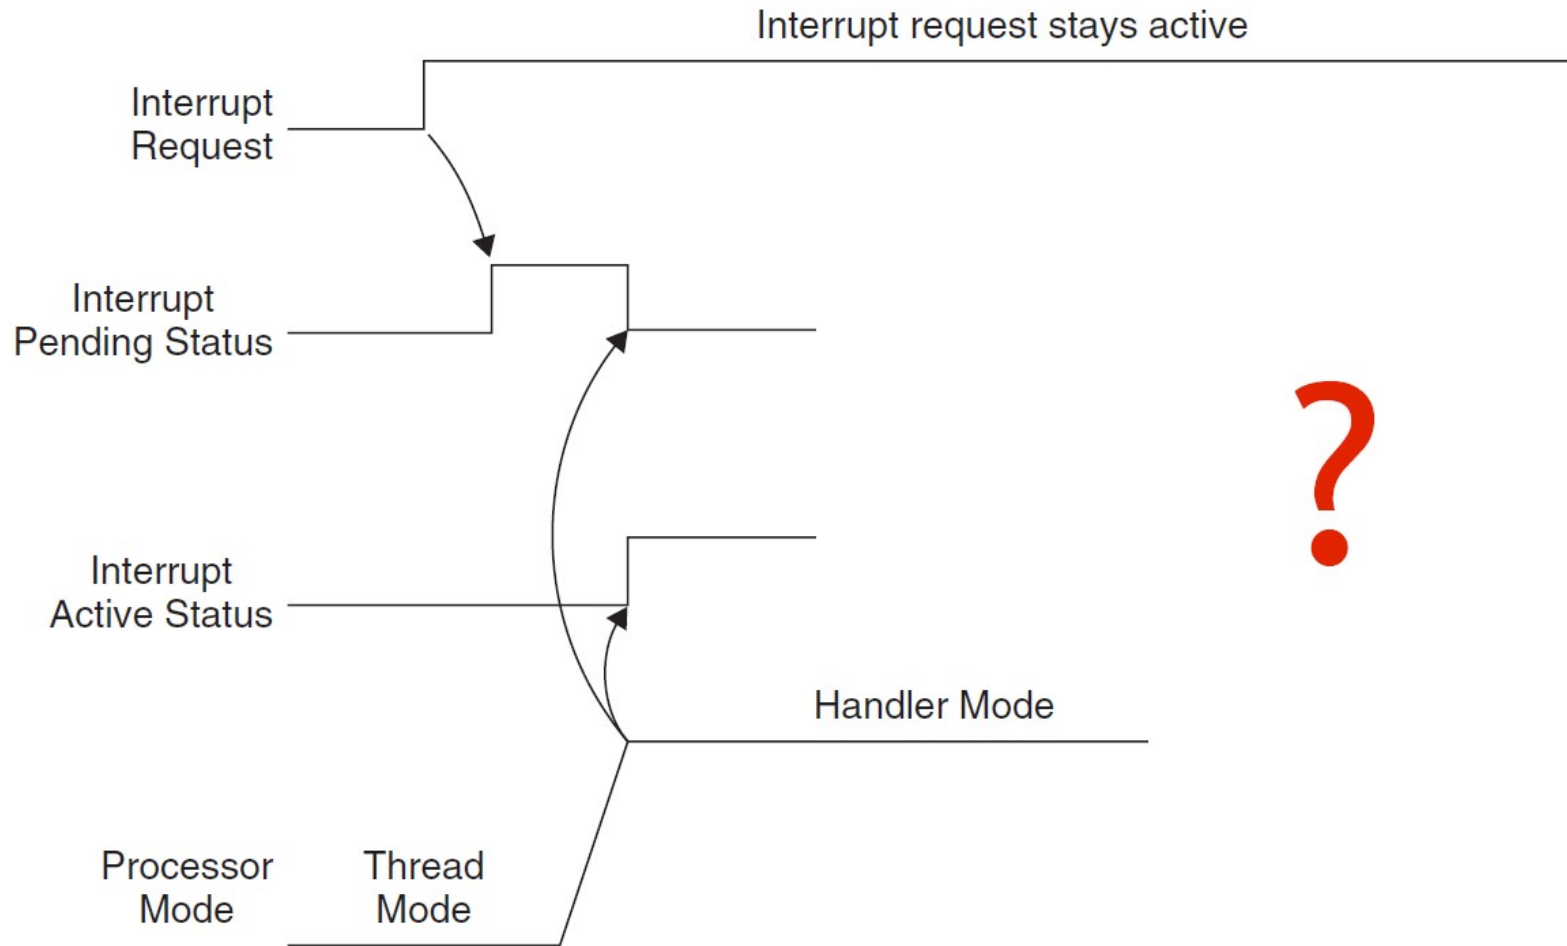 Interrupt request stays active
Interrupt
Request
Interrupt
Pending Status
?
Interrupt
Active Status
Handler Mode
Processor
Mode
Thread
Mode